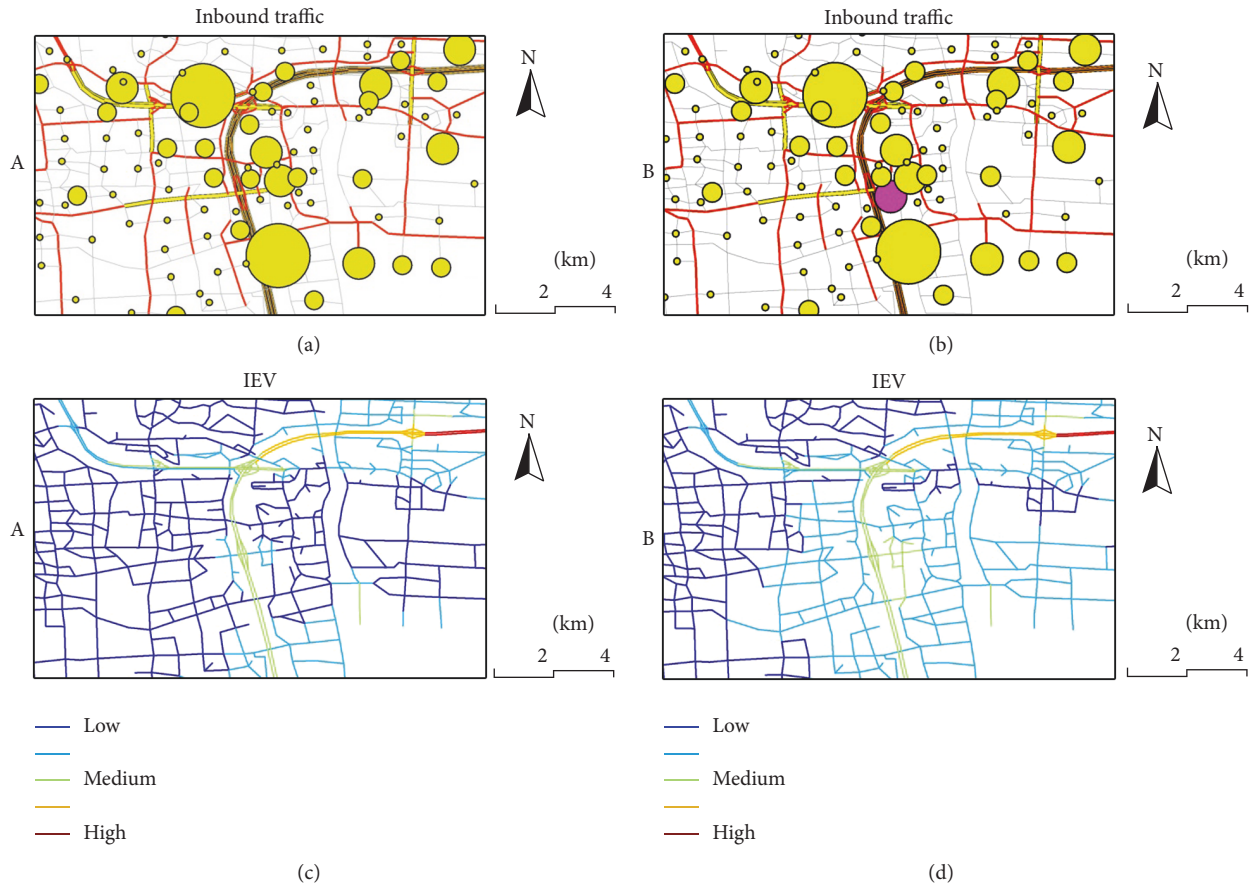 Inbound traffic
A
N
(km)
2 4
(a)
Inbound traffic
B
N
(km)
2 4
(b)
IEV
A
N
(km)
2 4
Low
Medium
High
(c)
IEV
B
N
(km)
2 4
Low
Medium
High
(d)